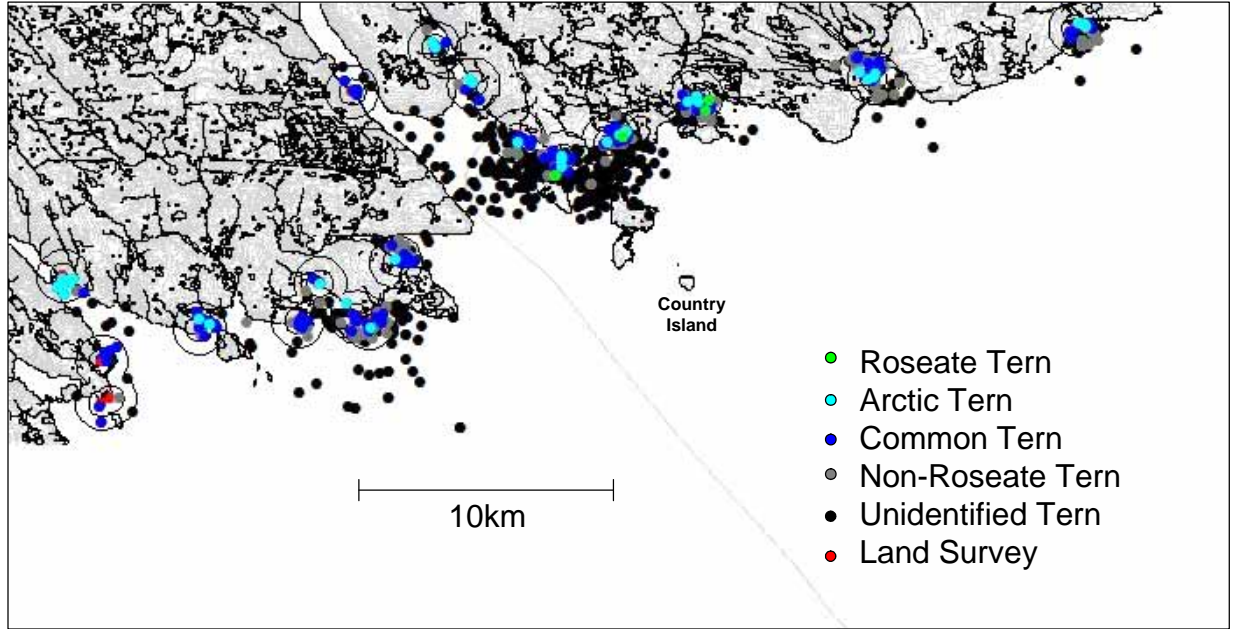 Country
Island
Roseate Tern
Arctic Tern
Common Tern
Non-Roseate Tern
Unidentified Tern
Land Survey
10km